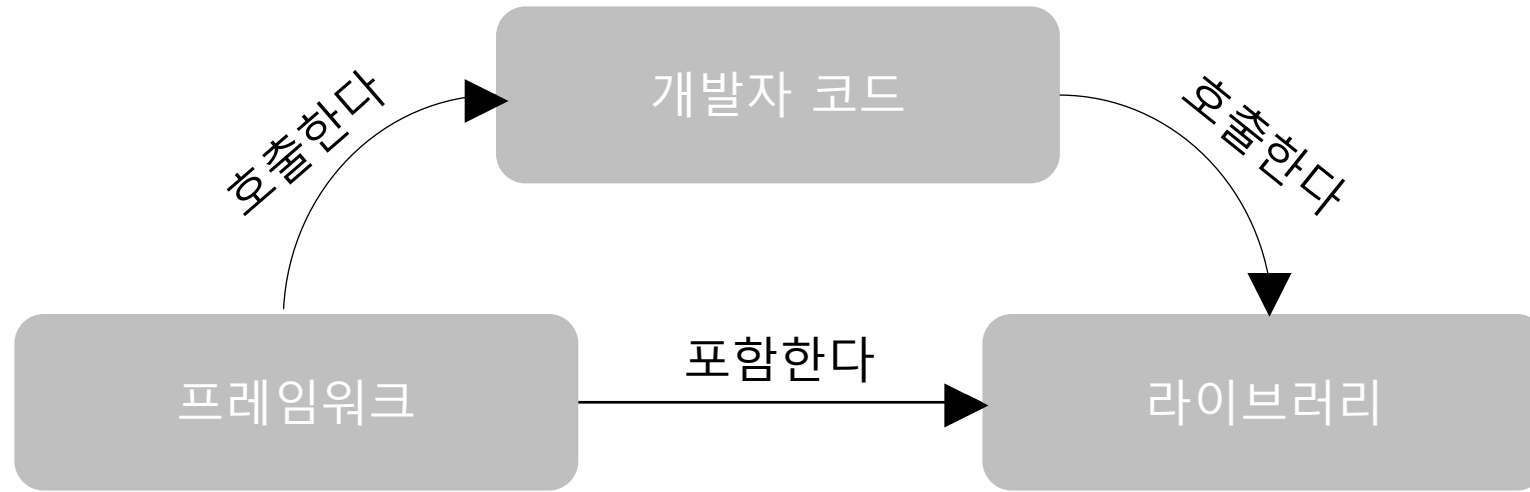 개발자 코드
호출한다
호출한다
포함한다
프레임워크
라이브러리